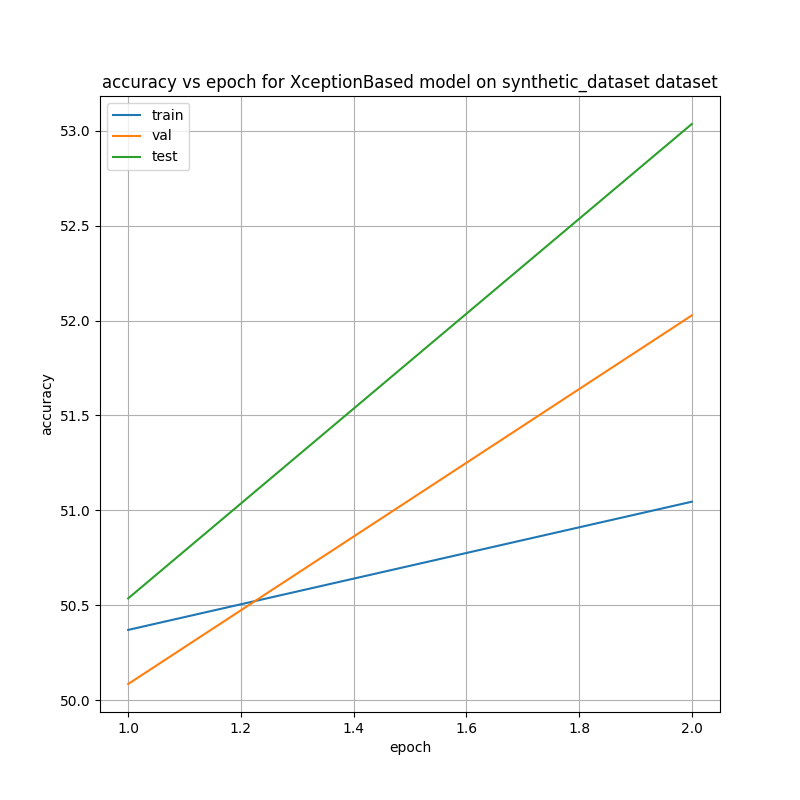 accuracy vs epoch for XceptionBased model on synthetic_dataset dataset
train
val
test
53.0
52.5
52.0
51.5
51.0
50.5
50.0
accuracy
1.0 1.2 1.4 1.6 1.8 2.0
epoch